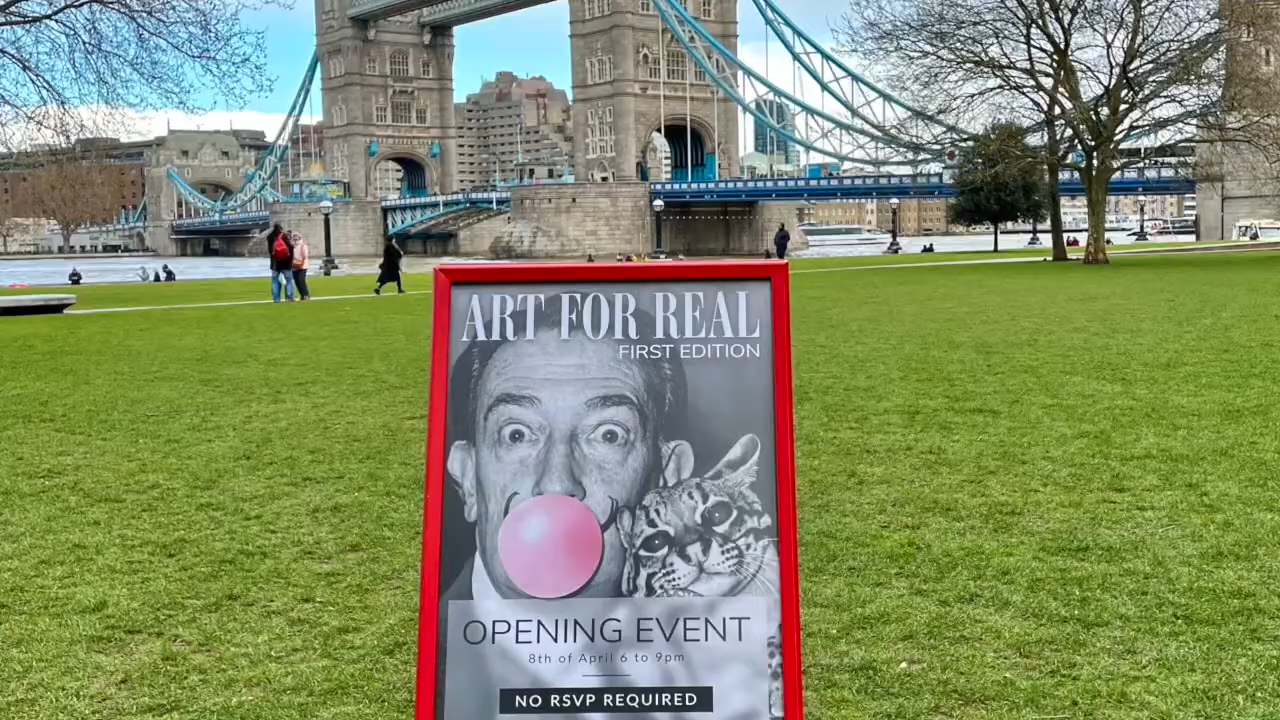 ART FOR REAL
FIRST EDITION
OPENING EVENT
8th of April 6 to 9pm
NO RSVP REQUIRED